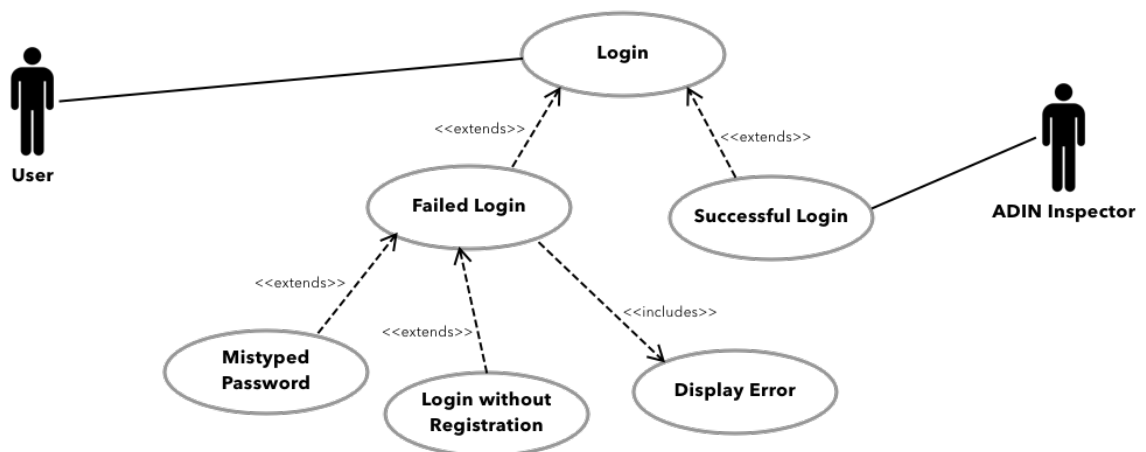 Login
<<extends>>
<<extends>>
User
Failed Login
Successful Login
ADIN Inspector
<<extends>>
<<extends>>
<<includes>>
Mistyped
Password
Login without
Registration
Display Error